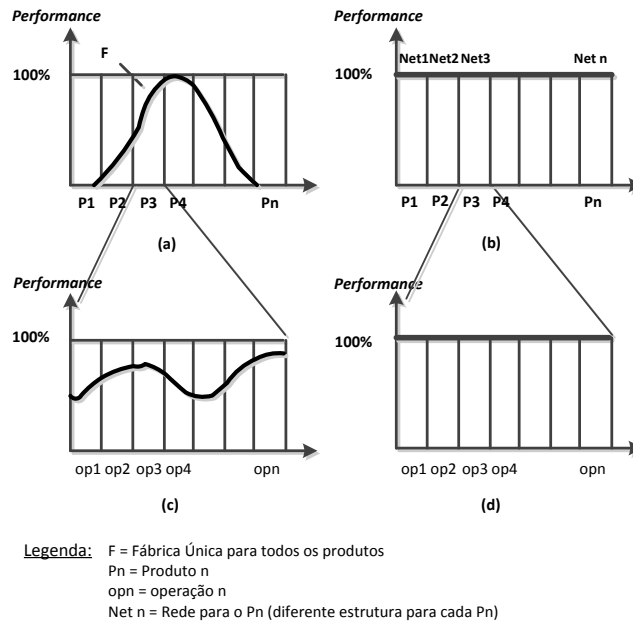 Performance
F
100%
P1 P2 P3 P4 Pn
(a)
Performance
100%
Net1 Net2 Net3 Net n
P1 P2 P3 P4 Pn
(b)
Performance
100%
op1 op2 op3 op4 opn
(c)
Performance
100%
op1 op2 op3 op4 opn
(d)
Legenda: F = Fábrica Única para todos os produtos
Pn = Produto n
opn = operação n
Net n = Rede para o Pn (diferente estrutura para cada Pn)